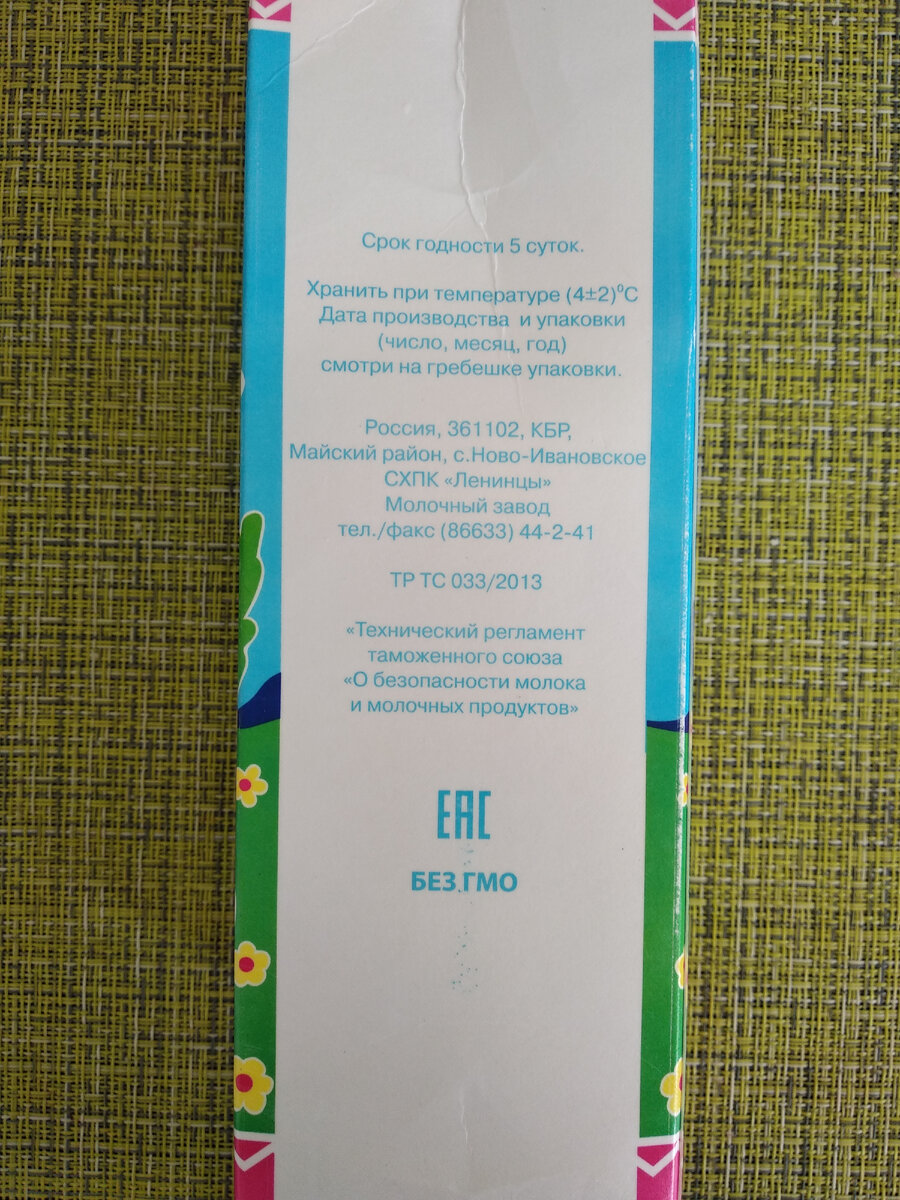 Срок годности 5 суток.
Хранить при температуре (4±2)⁰С
Дата производства и упаковки
(число, месяц, год)
смотри на гребешке упаковки.
Россия, 361102, КБР,
Майский район, с.Ново-Ивановское
СХПК «Ленинцы»
Молочный завод
тел./факс (86633) 44-2-41
ТР ТС 033/2013
«Технический регламент
таможенного союза
«О безопасности молока
и молочных продуктов»
ЕАС
БЕЗ ГМО